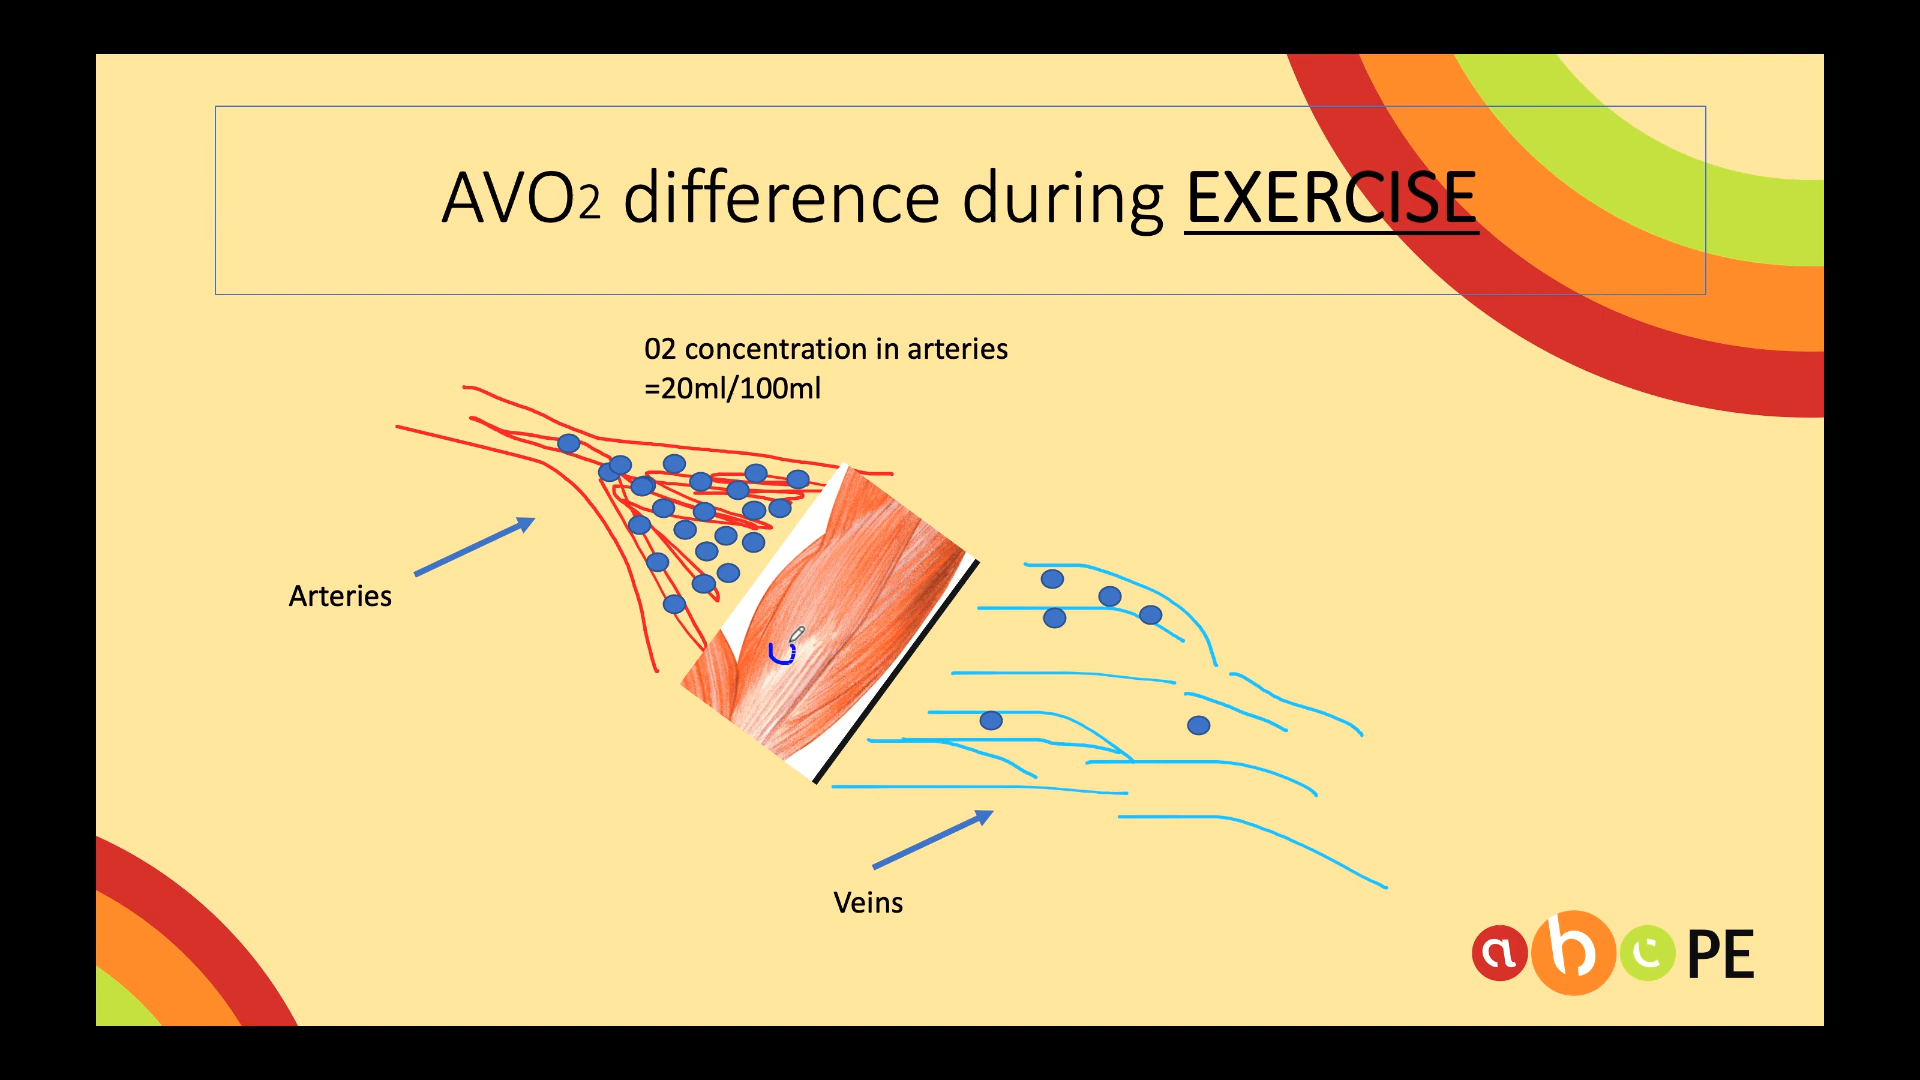 AVO2 difference during EXERCISE
02 concentration in arteries
=20ml/100ml
Arteries
Veins
abc PE